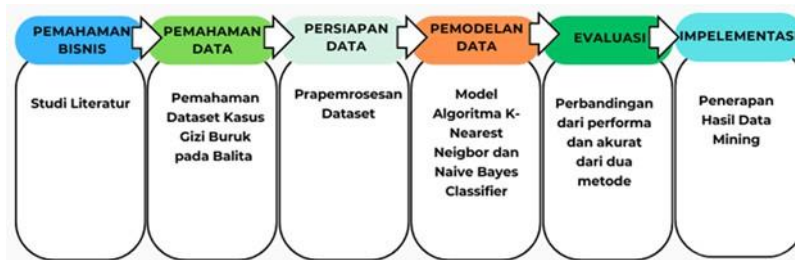 PEMAHAMAN
BISNIS
Studi Literatur
PEMAHAMAN
DATA
Pemahaman
Dataset Kasus
Gizi Buruk
pada Balita
PERSIAPAN
DATA
Prapemrosesan
Dataset
PEMODELAN
DATA
Model
Algoritma K-
Nearest
Neigbor dan
Naive Bayes
Classifier
EVALUASI
Perbandingan
dari performa
dan akurat
dari dua
metode
IMPELEMENTAS
Penerapan
Hasil Data
Mining